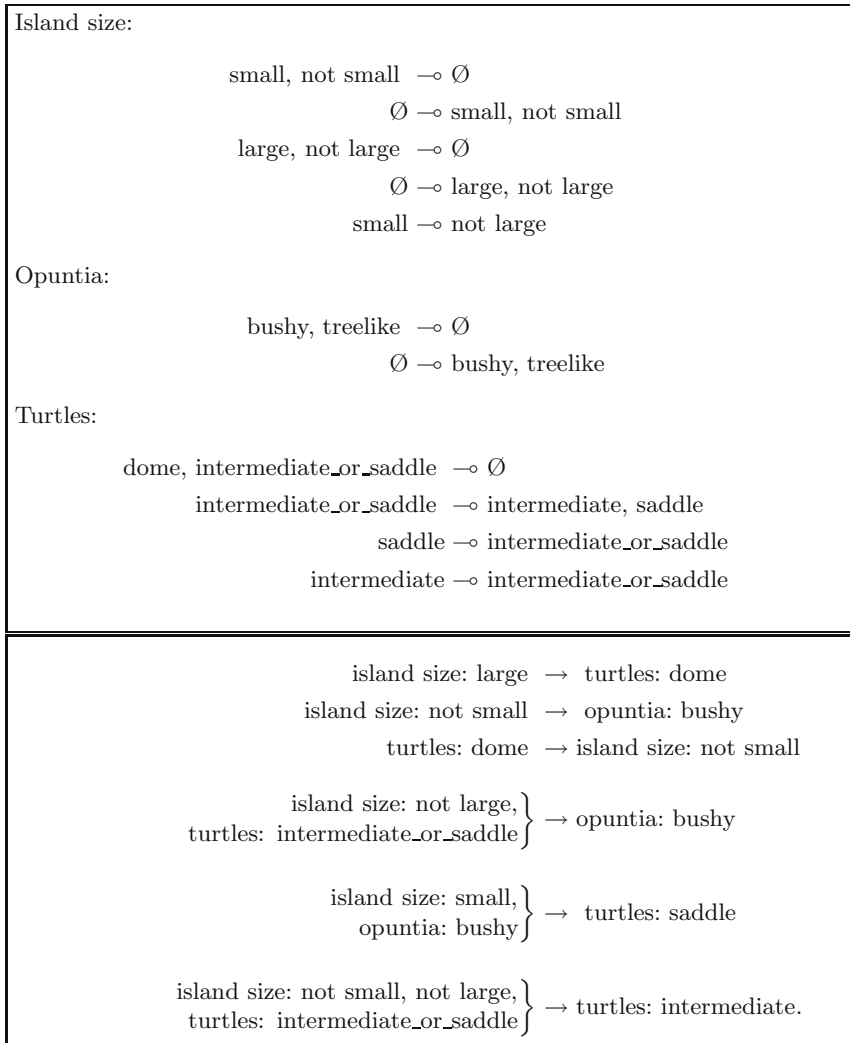 Island size:
small, not small ⊸ Ø
Ø ⊸ small, not small
large, not large ⊸ Ø
Ø ⊸ large, not large
small ⊸ not large
Opuntia:
bushy, treelike ⊸ Ø
Ø ⊸ bushy, treelike
Turtles:
dome, intermediate_or_saddle ⊸ Ø
intermediate_or_saddle ⊸ intermediate, saddle
saddle ⊸ intermediate_or_saddle
intermediate ⊸ intermediate_or_saddle
island size: large → turtles: dome
island size: not small → opuntia: bushy
turtles: dome → island size: not small
island size: not large,
turtles: intermediate_or_saddle} → opuntia: bushy
island size: small,
opuntia: bushy} → turtles: saddle
island size: not small, not large,
turtles: intermediate_or_saddle} → turtles: intermediate.